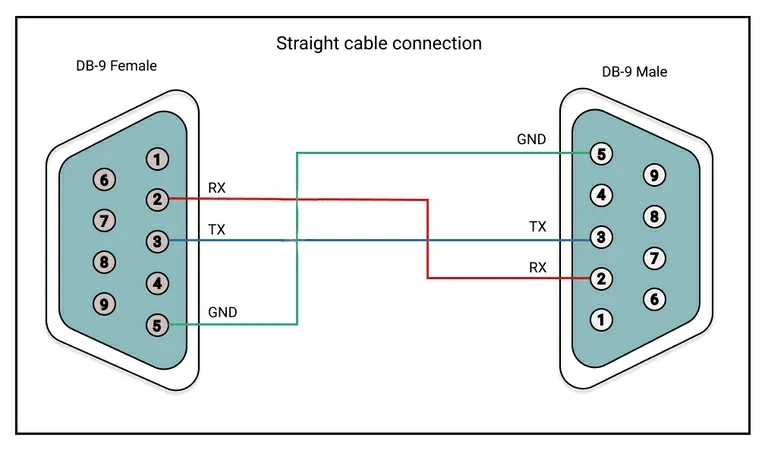 Straight cable connection
DB-9 Female
DB-9 Male
1
6
2
7
3
8
4
9
5
RX
TX
GND
GND
TX
RX
5
9
4
8
3
7
2
6
1